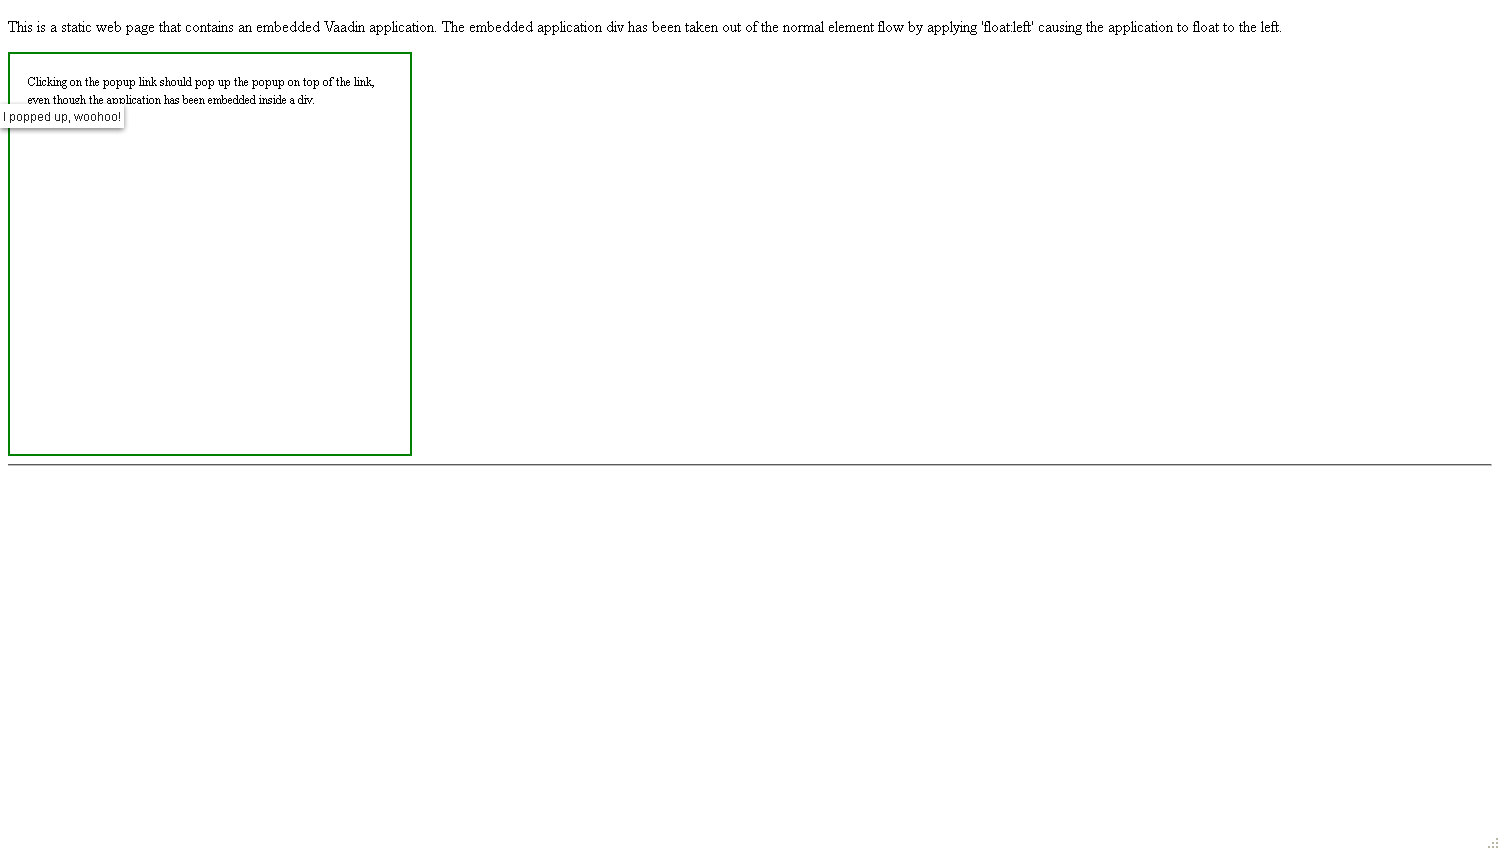 This is a static web page that contains an embedded Vaadin application. The embedded application div has been taken out of the normal element flow by applying 'float:left' causing the application to float to the left.
Clicking on the popup link should pop up the popup on top of the link,
even though the application has been embedded inside a div.
I popped up, woohoo!